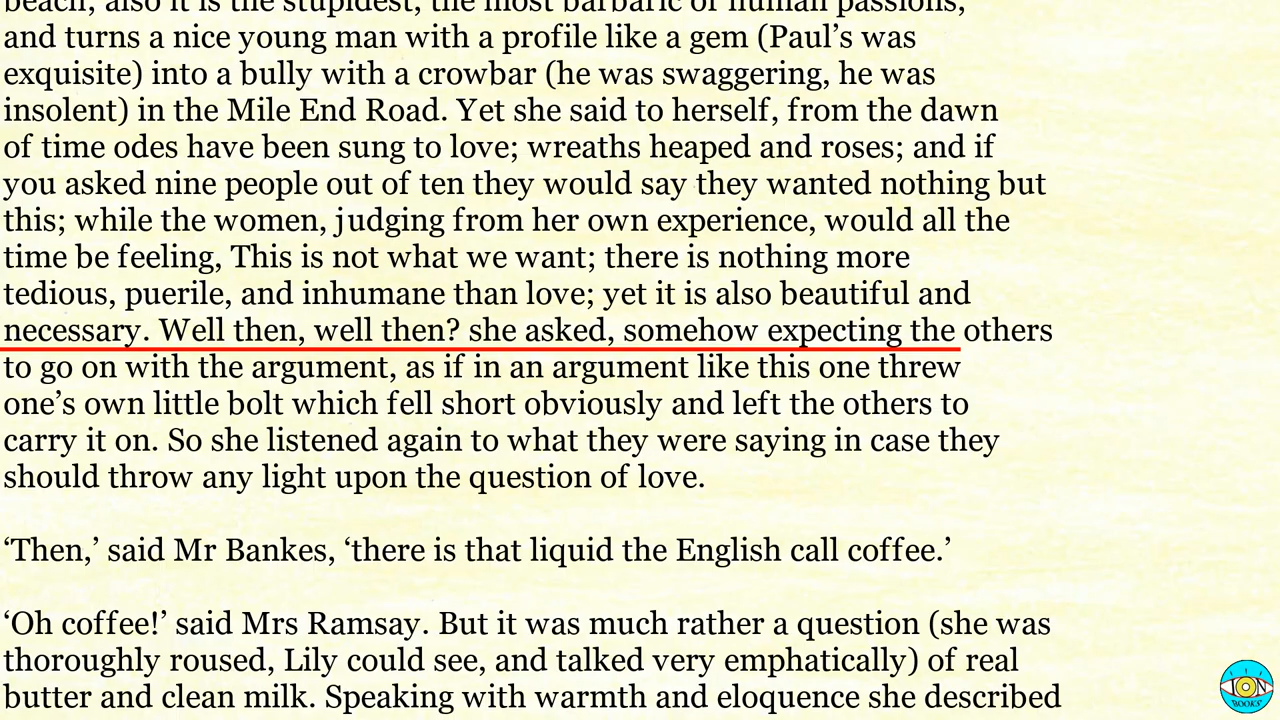 beach, also it is the stupidest, the most barbaric of human passions,
and turns a nice young man with a profile like a gem (Paul’s was
exquisite) into a bully with a crowbar (he was swaggering, he was
insolent) in the Mile End Road. Yet she said to herself, from the dawn
of time odes have been sung to love; wreaths heaped and roses; and if
you asked nine people out of ten they would say they wanted nothing but
this; while the women, judging from her own experience, would all the
time be feeling, This is not what we want; there is nothing more
tedious, puerile, and inhumane than love; yet it is also beautiful and
necessary. Well then, well then? she asked, somehow expecting the others
to go on with the argument, as if in an argument like this one threw
one’s own little bolt which fell short obviously and left the others to
carry it on. So she listened again to what they were saying in case they
should throw any light upon the question of love.
‘Then,’ said Mr Bankes, ‘there is that liquid the English call coffee.’
‘Oh coffee!’ said Mrs Ramsay. But it was much rather a question (she was
thoroughly roused, Lily could see, and talked very emphatically) of real
butter and clean milk. Speaking with warmth and eloquence she described
ION
BOOKS